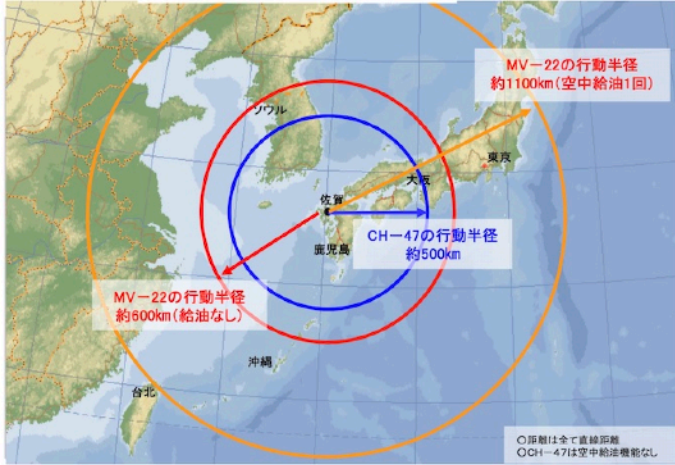 MV－22の行動半径
約1100km(空中給油1回)
ソウル
東京
大阪
佐賀
CH－47の行動半径
約500km
鹿児島
MV－22の行動半径
約600km(給油なし)
沖縄
台北
○距離は全て直線距離
○CH－47は空中給油機能なし